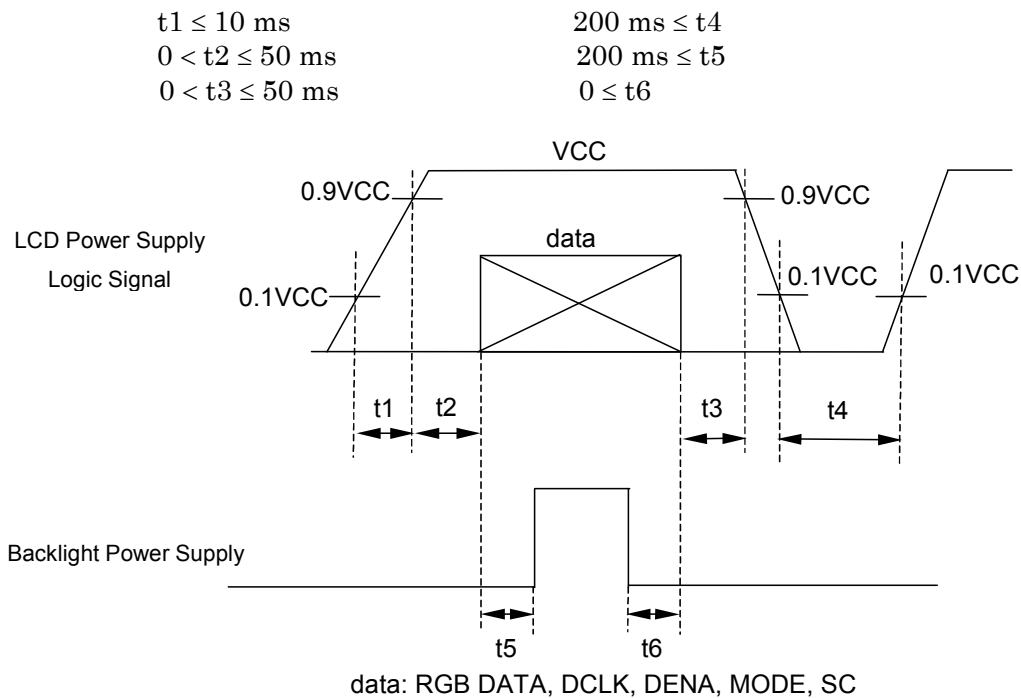 t1 ≤ 10 ms 200 ms ≤ t4
0 < t2 ≤ 50 ms 200 ms ≤ t5
0 < t3 ≤ 50 ms 0 ≤ t6
VCC
0.9VCC 0.9VCC
LCD Power Supply
Logic Signal
data
0.1VCC 0.1VCC 0.1VCC
t1 t2 t3 t4
Backlight Power Supply
t5 t6
data: RGB DATA, DCLK, DENA, MODE, SC